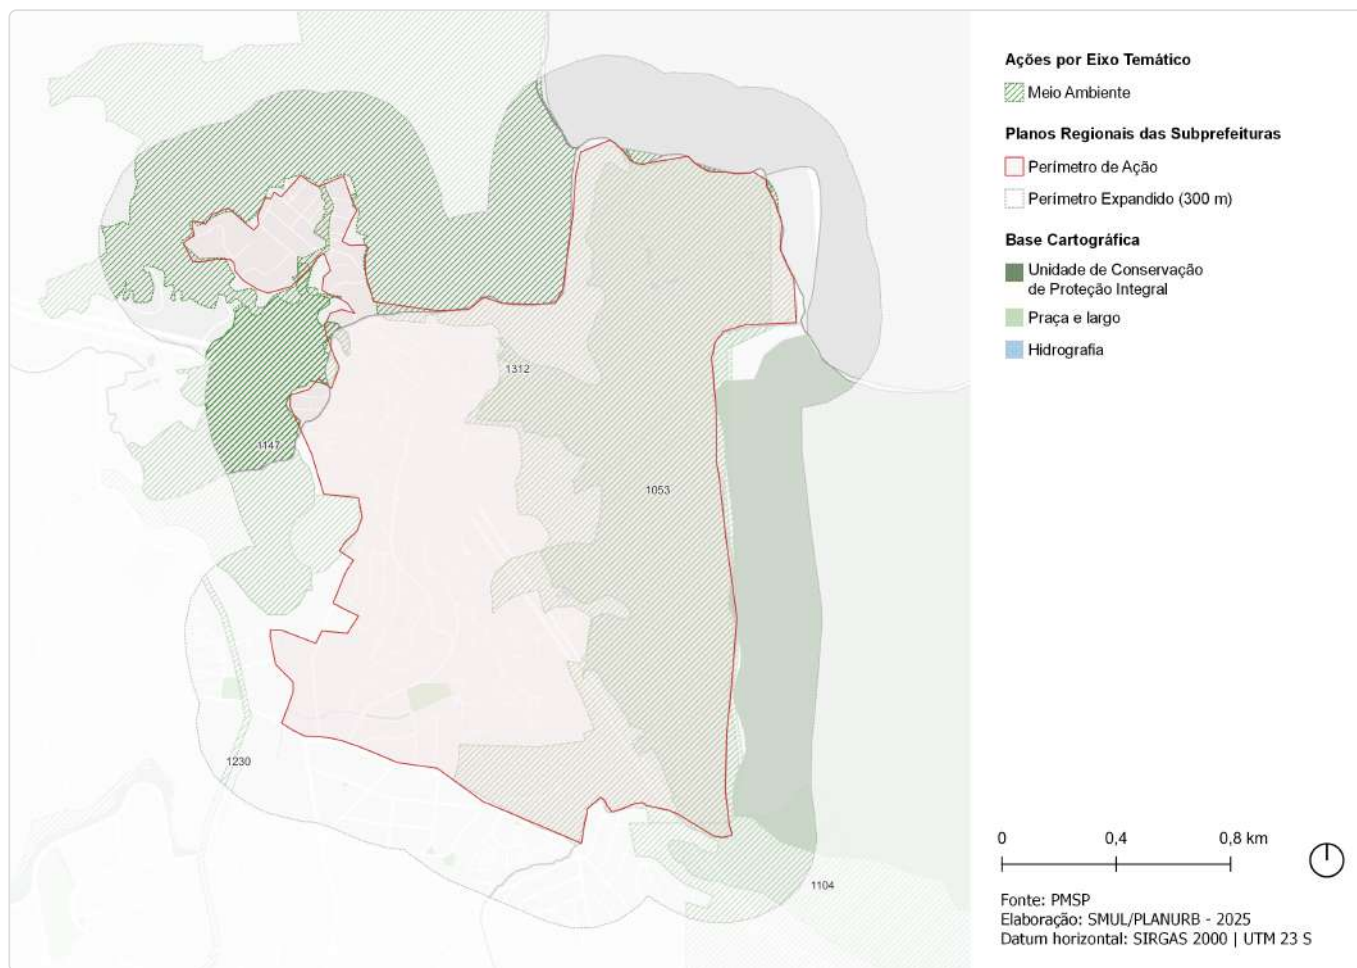 Ações por Eixo Temático
Meio Ambiente
Planos Regionais das Subprefeituras
Perímetro de Ação
Perímetro Expandido (300 m)
Base Cartográfica
Unidade de Conservação
de Proteção Integral
Praça e largo
Hidrografia
1312
1147
1053
1230
1104
0 0,4 0,8 km
Fonte: PMSP
Elaboração: SMUL/PLANURB - 2025
Datum horizontal: SIRGAS 2000 | UTM 23 S